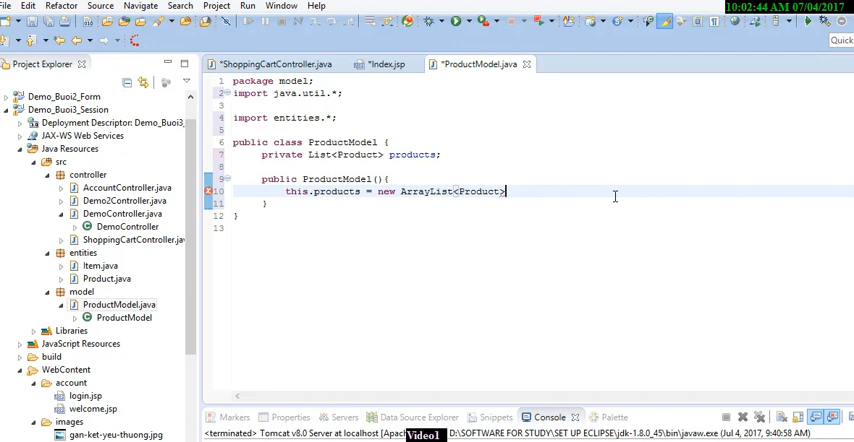 10:02:44 AM 07/04/2017
File Edit Refactor Source Navigate Search Project Run Window Help
Quick
Project Explorer
*ShoppingCartController.java *Index.jsp *ProductModel.java
Demo_Buoi2_Form
Demo_Buoi3_Session
Deployment Descriptor: Demo_Buoi3_
JAX-WS Web Services
Java Resources
src
controller
AccountController.java
Demo2Controller.java
DemoController.java
DemoController
ShoppingCartController.java
entities
Item.java
Product.java
model
ProductModel.java
ProductModel
Libraries
JavaScript Resources
build
WebContent
account
login.jsp
welcome.jsp
images
gan-ket-yeu-thuong.jpg
1 package model;
2 import java.util.*;
3
4 import entities.*;
5
6 public class ProductModel {
7 private List<Product> products;
8
9 public ProductModel(){
10 this.products = new ArrayList<Product>
11 }
12 }
13
Markers Properties Servers Data Source Explorer Snippets Console Palette
<terminated> Tomcat v8.0 Server at localhost [Apac D:\SOFTWARE FOR STUDY\SET UP ECLIPSE\jdk-1.8.0_45\bin\javaw.exe (Jul 4, 2017, 9:40:58 AM)
Video1